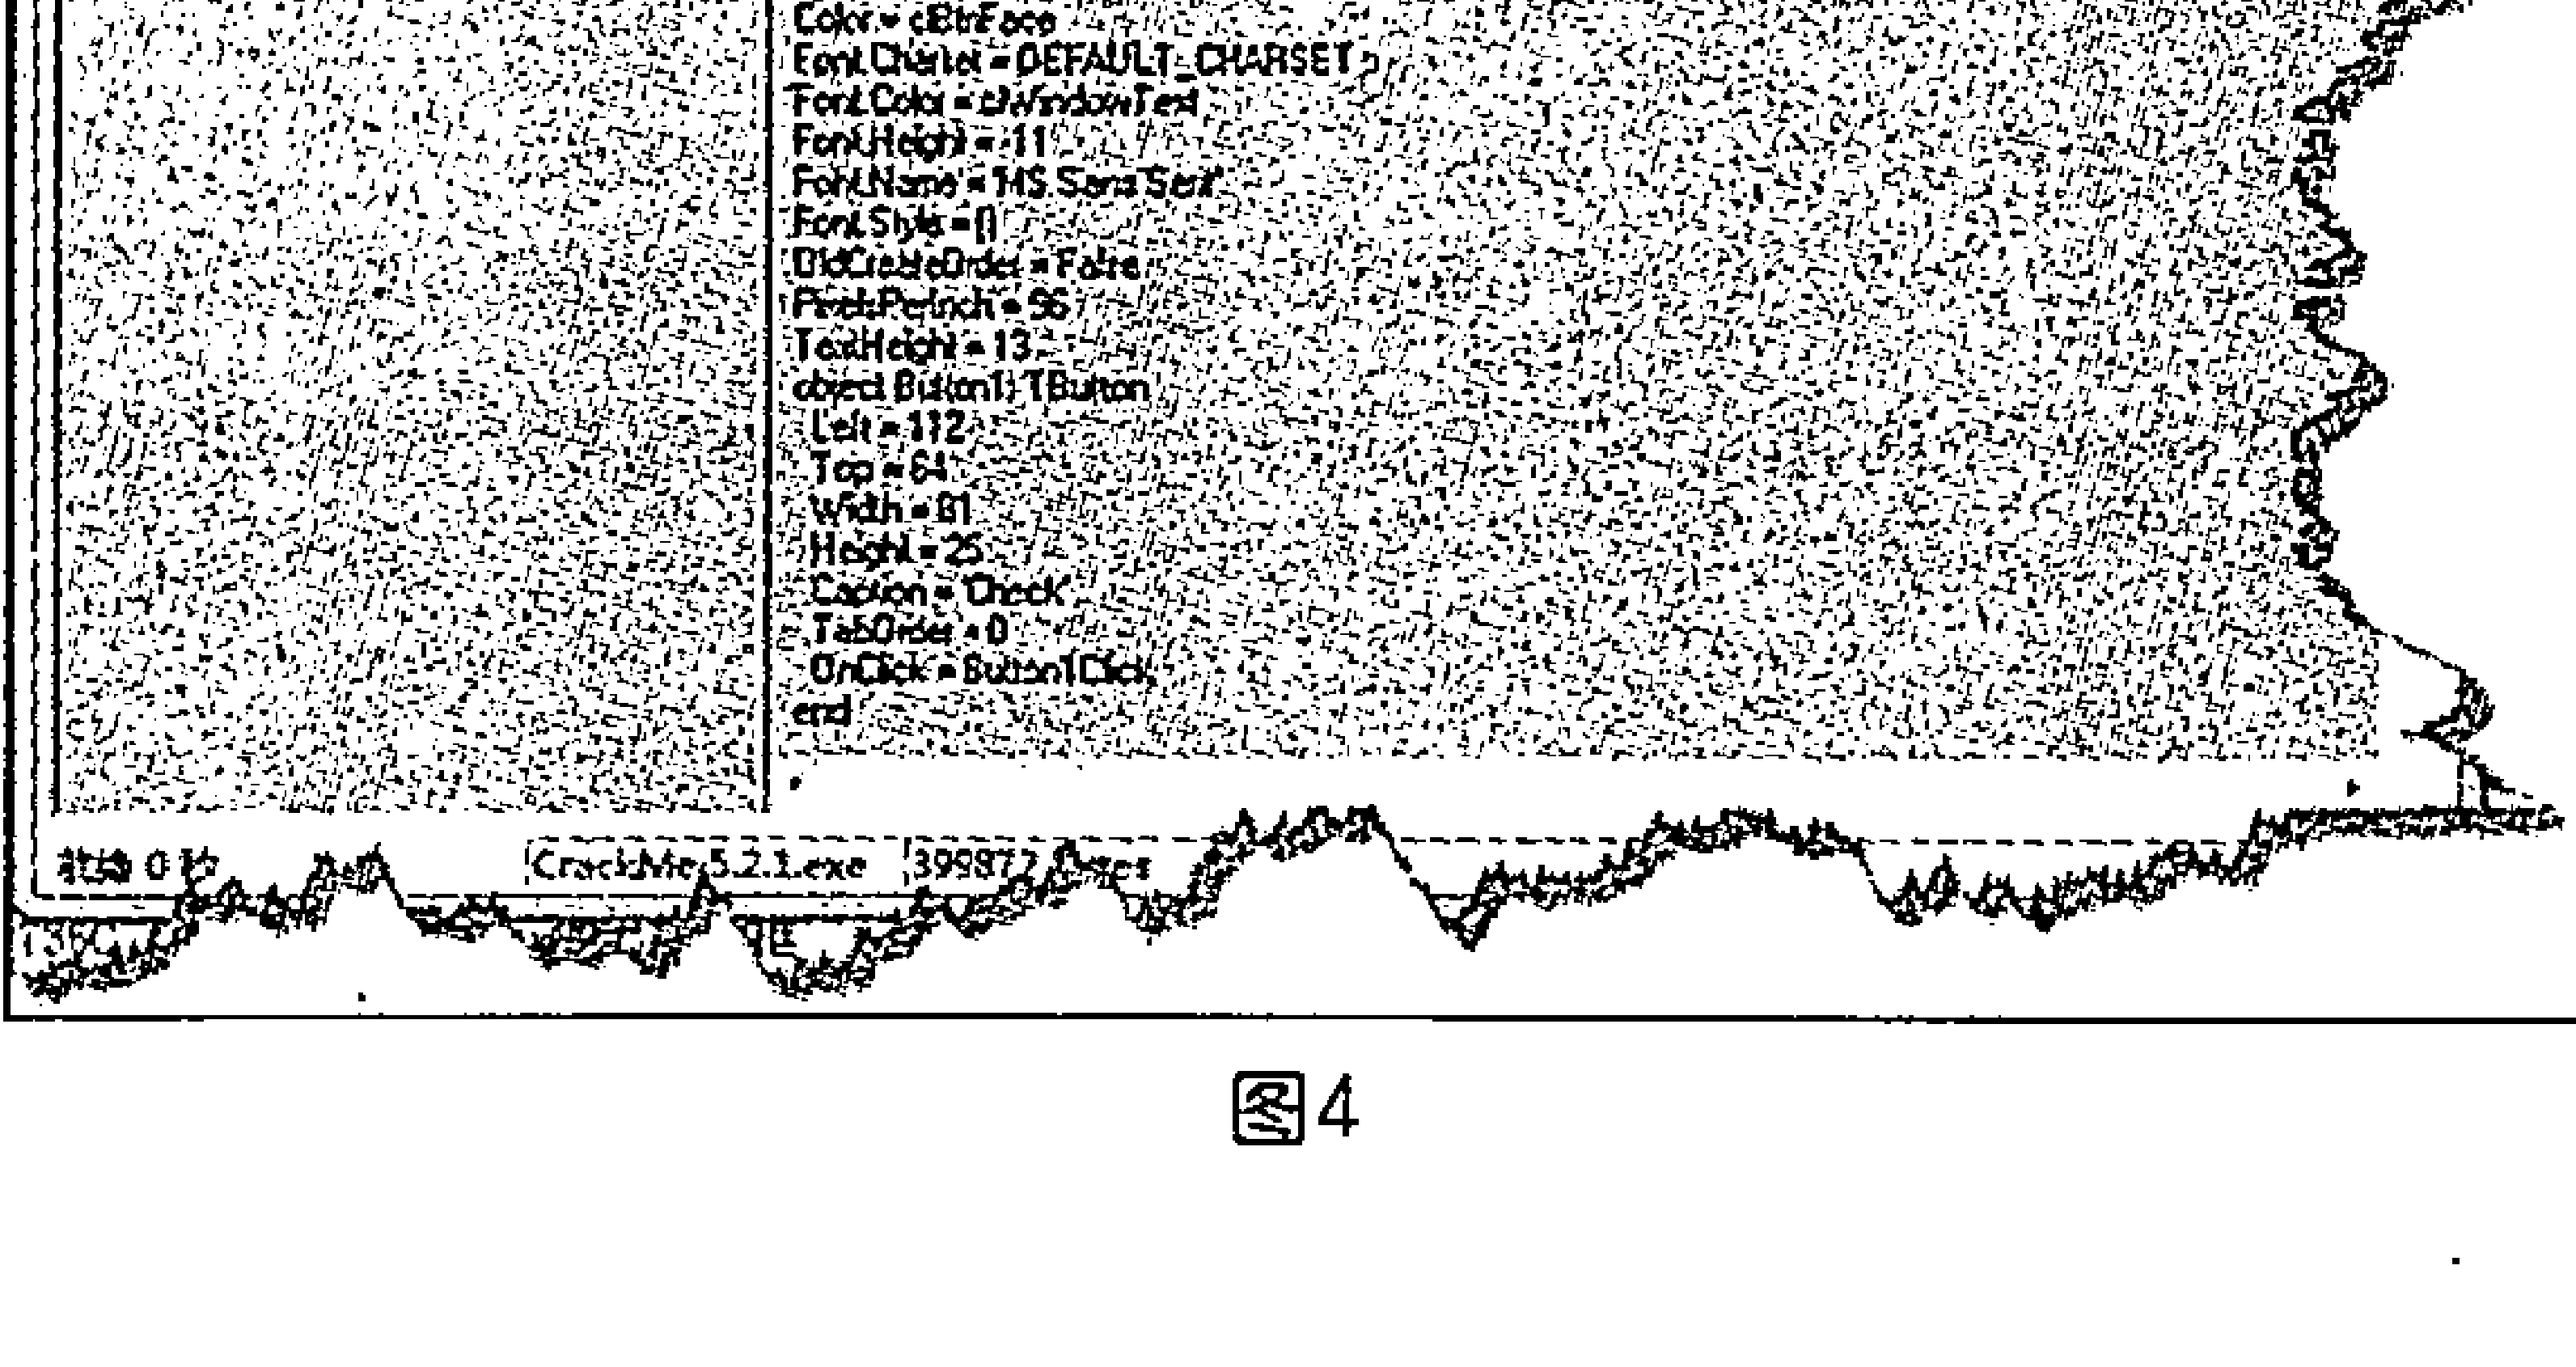 Color = clBtnFace
Font.Charset = DEFAULT_CHARSET
Font.Color = clWindowText
Font.Height = -11
Font.Name = 'MS Sans Serif'
Font.Style = []
OldCreateOrder = False
PixelsPerInch = 96
TextHeight = 13
object Button1: TButton
Left = 112
Top = 64
Width = 81
Height = 25
Caption = 'Check'
TabOrder = 0
OnClick = Button1Click
end
CrackMe.5.2.1.exe
399872
图4